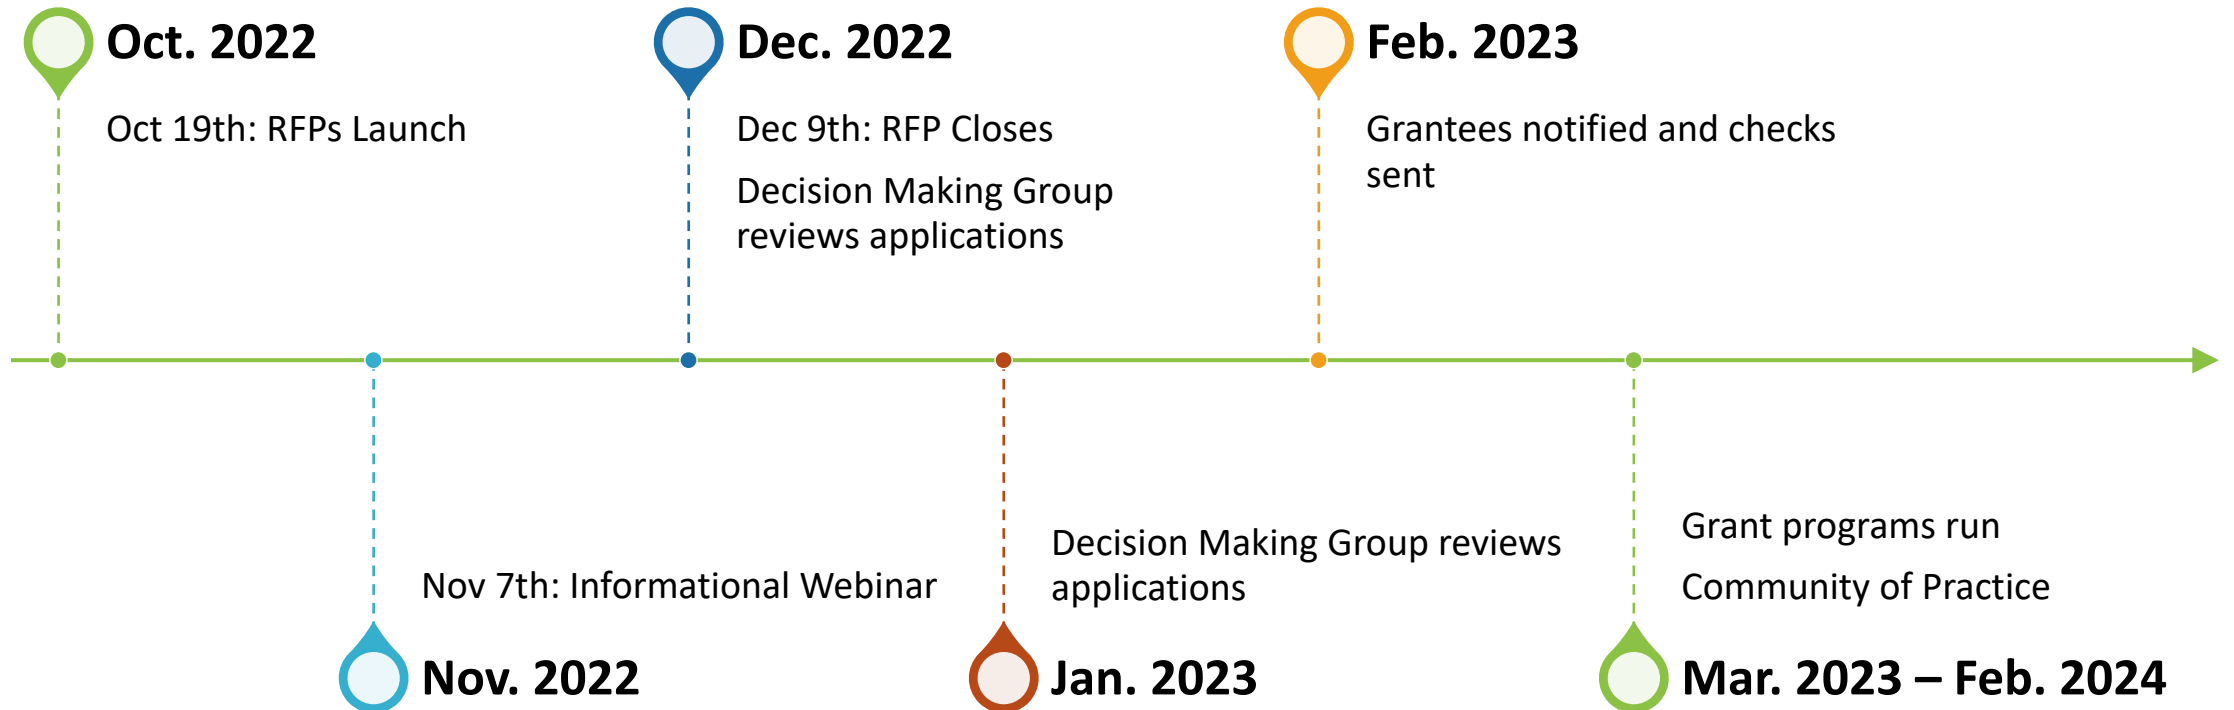 Oct. 2022
Oct 19th: RFPs Launch
Dec. 2022
Dec 9th: RFP Closes
Decision Making Group
reviews applications
Feb. 2023
Grantees notified and checks
sent
Nov 7th: Informational Webinar
Nov. 2022
Decision Making Group reviews
applications
Jan. 2023
Grant programs run
Community of Practice
Mar. 2023 – Feb. 2024